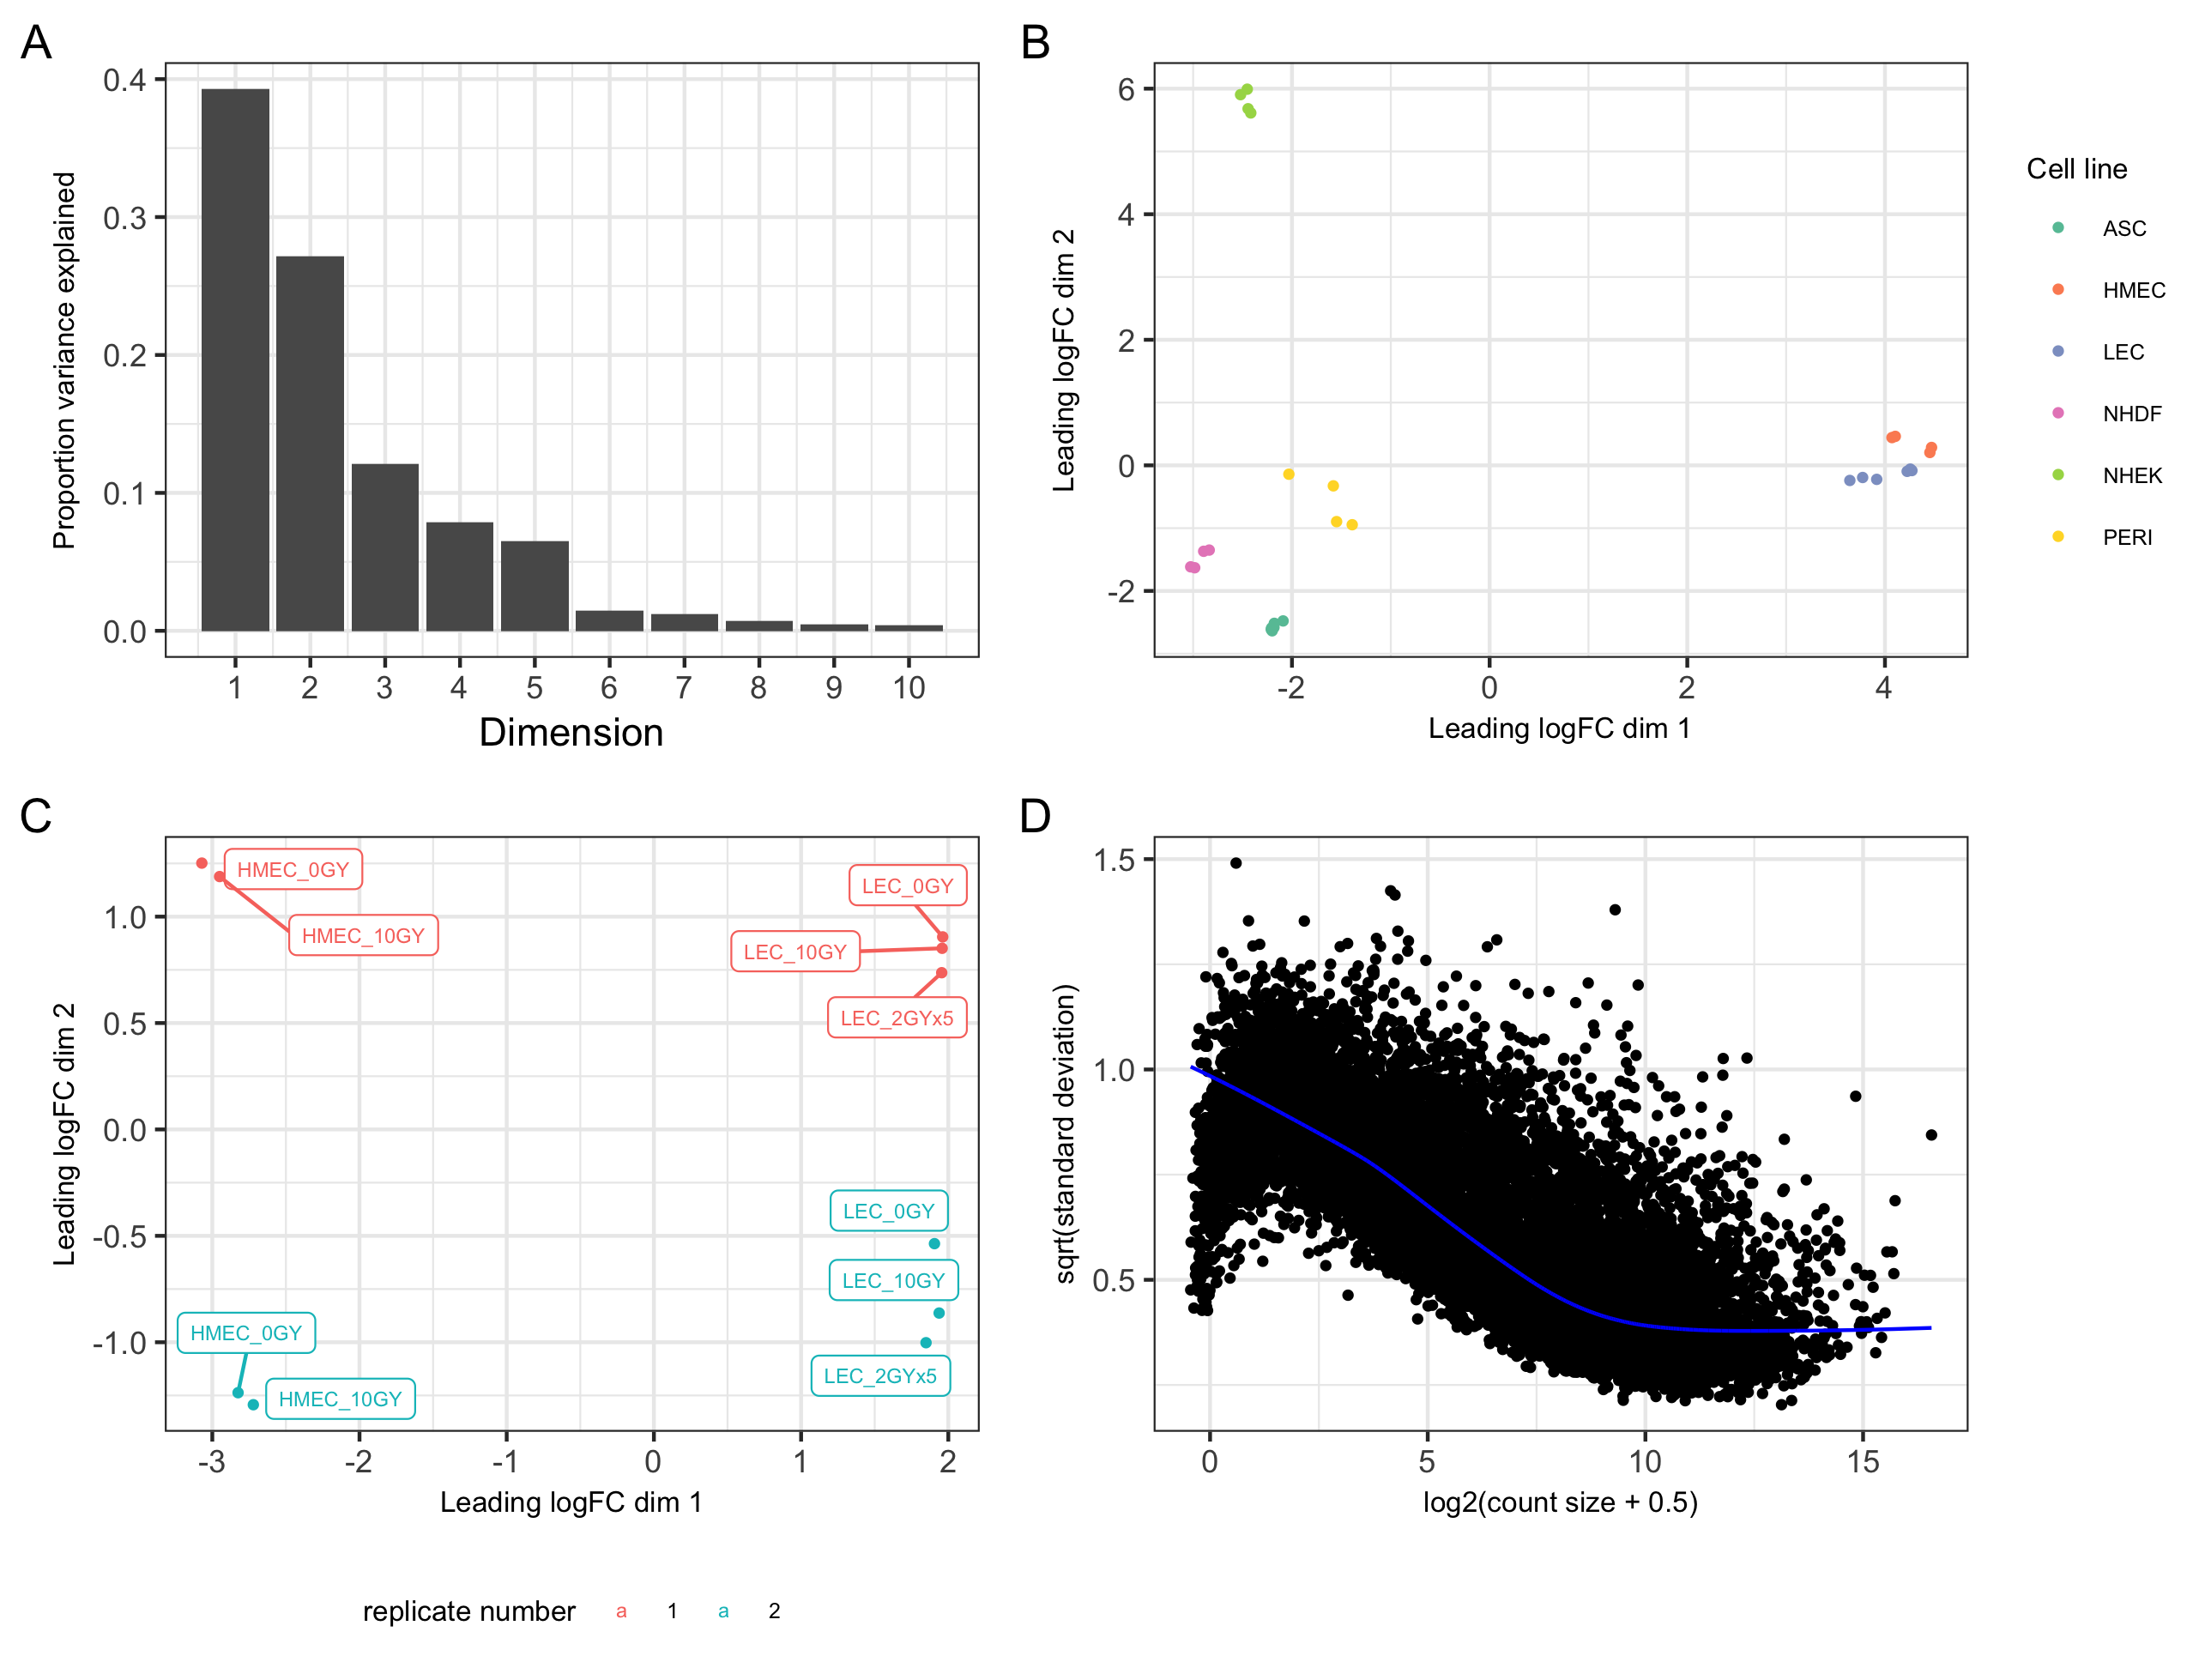 A
0.4
0.3
0.2
0.1
0.0
Proportion variance explained
1 2 3 4 5 6 7 8 9 10
Dimension
B
6
4
2
0
-2
Leading logFC dim 2
-2 0 2 4
Leading logFC dim 1
Cell line
ASC
HMEC
LEC
NHDF
NHEK
PERI
C
1.0
0.5
0.0
-0.5
-1.0
Leading logFC dim 2
HMEC_0GY
LEC_0GY
HMEC_10GY
LEC_10GY
LEC_2GYx5
LEC_0GY
LEC_10GY
HMEC_0GY
LEC_2GYx5
HMEC_10GY
-3 -2 -1 0 1 2
Leading logFC dim 1
replicate number a 1 a 2
D
1.5
1.0
0.5
sqrt(standard deviation)
0 5 10 15
log2(count size + 0.5)